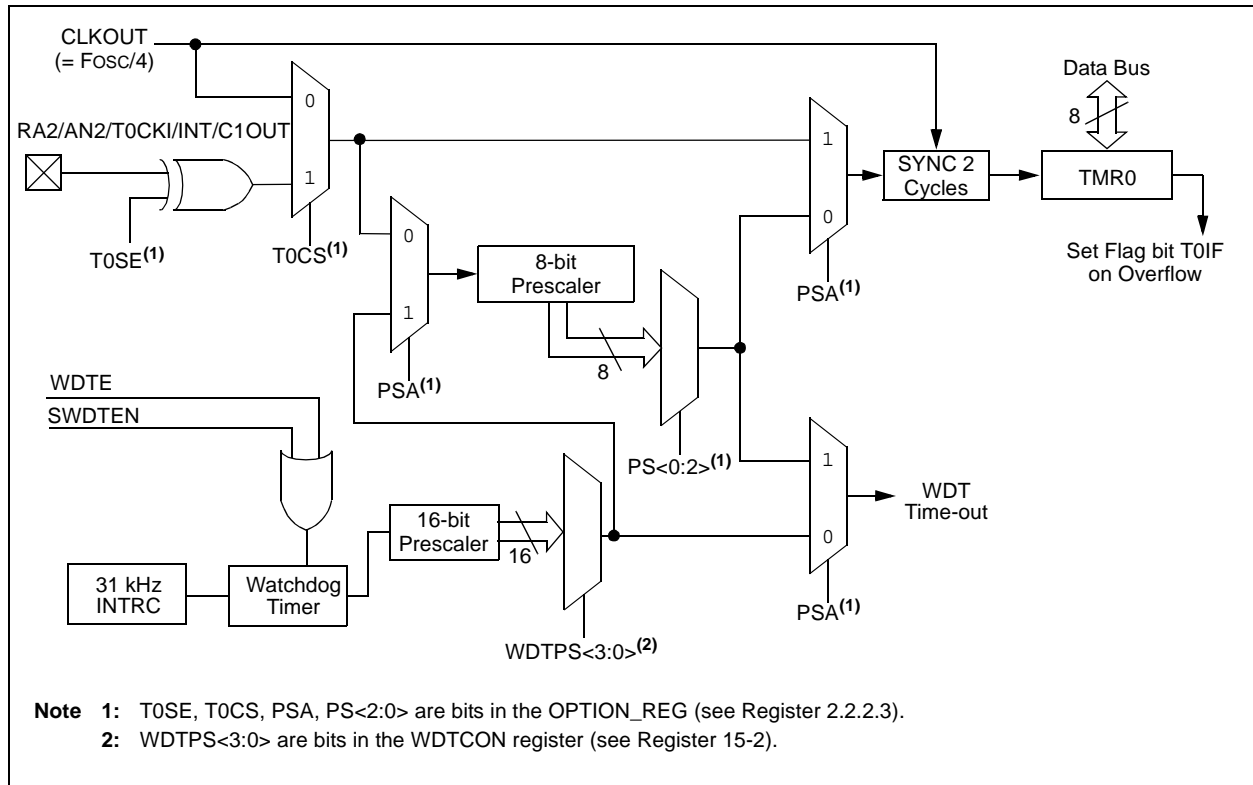 CLKOUT
(= FOSC/4)
Data Bus
8
RA2/AN2/T0CKI/INT/C1OUT
0
1
1
0
SYNC 2
Cycles
TMR0
T0SE(1)
T0CS(1)
0
1
8-bit
Prescaler
PSA(1)
Set Flag bit T0IF
on Overflow
8
PSA(1)
WDTE
SWDTEN
PS<0:2>(1)
1
0
WDT
Time-out
16-bit
Prescaler
16
31 kHz
INTRC
Watchdog
Timer
PSA(1)
WDTPS<3:0>(2)
Note 1: T0SE, T0CS, PSA, PS<2:0> are bits in the OPTION_REG (see Register 2.2.2.3).
2: WDTPS<3:0> are bits in the WDTCON register (see Register 15-2).